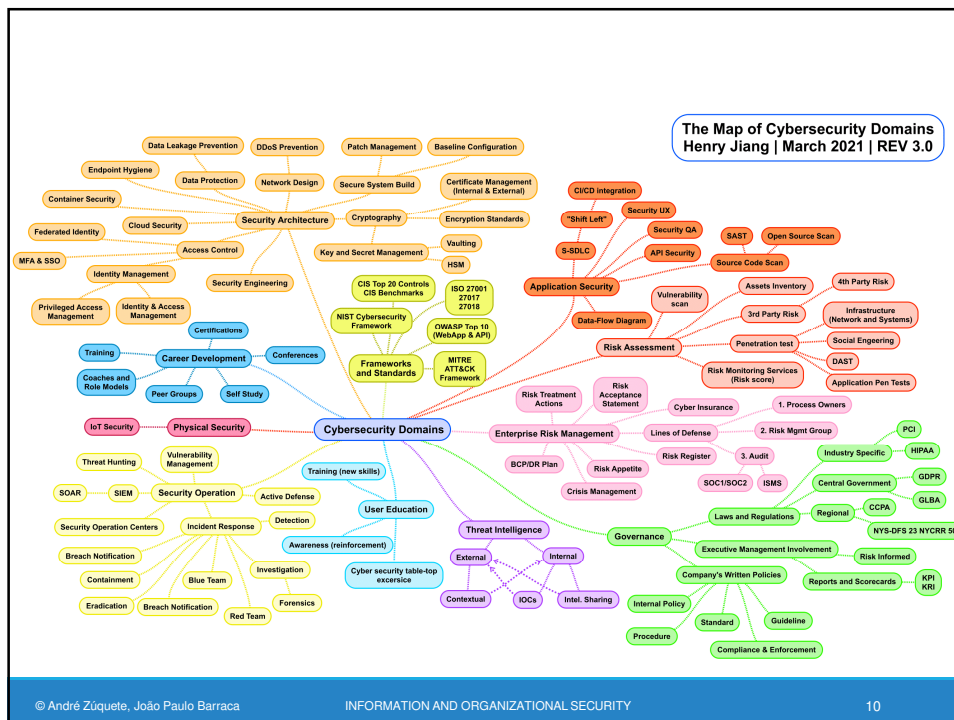 The Map of Cybersecurity Domains
Henry Jiang | March 2021 | REV 3.0
Data Leakage Prevention
DDoS Prevention
Patch Management
Baseline Configuration
Endpoint Hygiene
Data Protection
Network Design
Secure System Build
Certificate Management
(Internal & External)
Container Security
Cloud Security
Security Architecture
Cryptography
Encryption Standards
Federated Identity
Access Control
Key and Secret Management
Vaulting
HSM
MFA & SSO
Identity Management
Security Engineering
Privileged Access
Management
Identity & Access
Management
CI/CD integration
"Shift Left"
S-SDLC
Security UX
Security QA
API Security
SAST
Open Source Scan
Source Code Scan
Application Security
Data-Flow Diagram
CIS Top 20 Controls
CIS Benchmarks
ISO 27001
27017
27018
NIST Cybersecurity
Framework
OWASP Top 10
(WebApp & API)
Frameworks
and Standards
MITRE
ATT&CK
Framework
Vulnerability
scan
Assets Inventory
3rd Party Risk
4th Party Risk
Risk Assessment
Penetration test
Infrastructure
(Network and Systems)
Social Engeering
DAST
Application Pen Tests
Risk Monitoring Services
(Risk score)
Certifications
Training
Career Development
Conferences
Coaches and
Role Models
Peer Groups
Self Study
IoT Security
Physical Security
Cybersecurity Domains
Risk Treatment
Actions
Risk
Acceptance
Statement
Cyber Insurance
Enterprise Risk Management
Lines of Defense
1. Process Owners
2. Risk Mgmt Group
3. Audit
SOC1/SOC2
ISMS
Risk Register
BCP/DR Plan
Risk Appetite
Crisis Management
Vulnerability
Management
Threat Hunting
Security Operation
Active Defense
SOAR
SIEM
Security Operation Centers
Incident Response
Detection
Breach Notification
Investigation
Containment
Blue Team
Forensics
Eradication
Breach Notification
Red Team
Training (new skills)
User Education
Awareness (reinforcement)
Cyber security table-top
excersice
Threat Intelligence
External
Internal
Contextual
IOCs
Intel. Sharing
Governance
Laws and Regulations
Industry Specific
PCI
HIPAA
Central Government
GDPR
GLBA
Regional
CCPA
NYS-DFS 23 NYCRR
Executive Management Involvement
Risk Informed
Reports and Scorecards
KPI
KRI
Company's Written Policies
Internal Policy
Procedure
Standard
Guideline
Compliance & Enforcement
© André Zúquete, João Paulo Barraca
INFORMATION AND ORGANIZATIONAL SECURITY
10